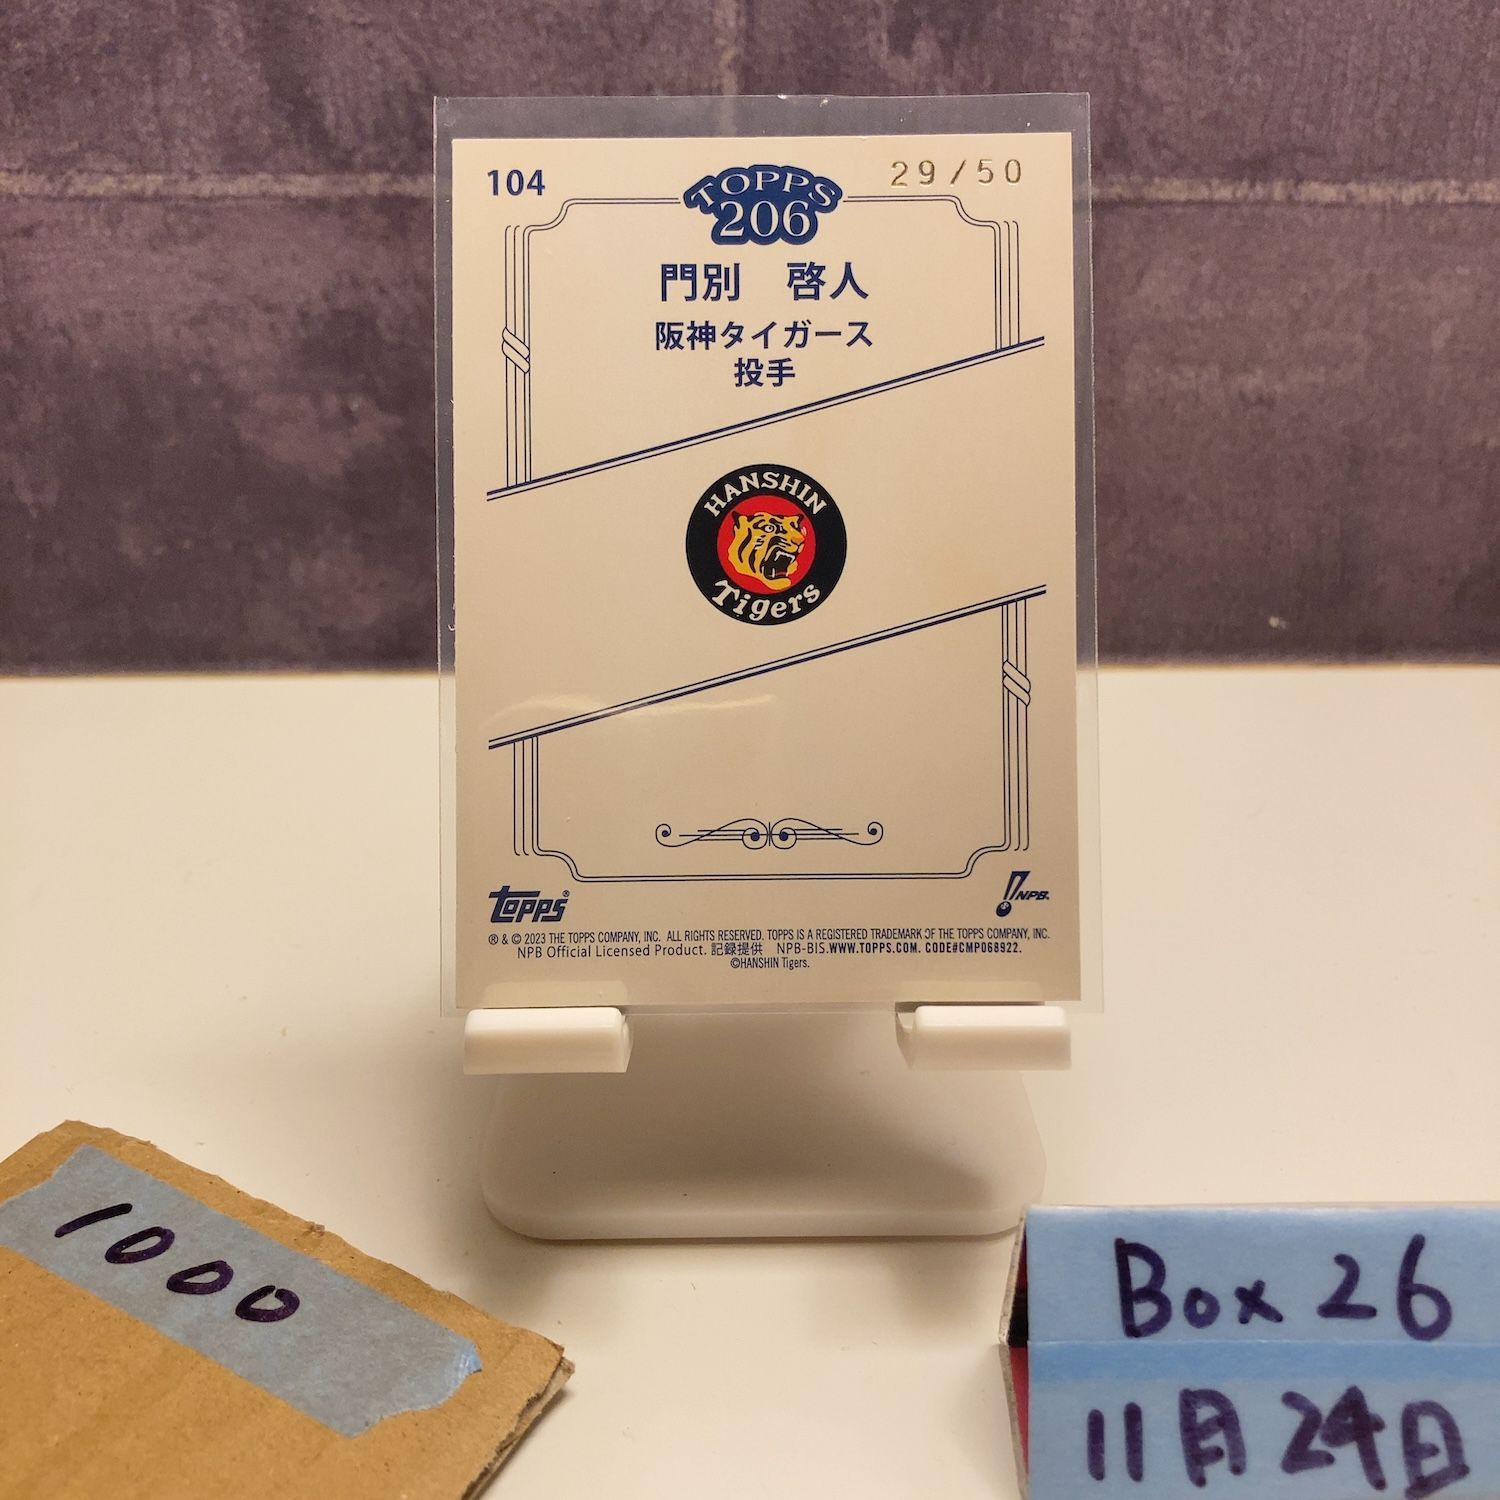 104
29/50
TOPPS
206
門別 啓人
阪神タイガース
投手
HANSHIN
Tigers
Topps®
NPB®
® & © 2023 THE TOPPS COMPANY, INC. ALL RIGHTS RESERVED. TOPPS IS A REGISTERED TRADEMARK OF THE TOPPS COMPANY, INC.
NPB Official Licensed Product. 記録提供 NPB-BIS.WWW.TOPPS.COM. CODE#CMP068922.
©HANSHIN Tigers.
1000
Box 26
11月24日